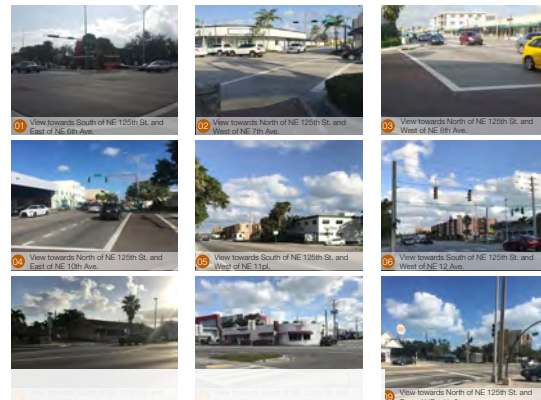 01 View towards South of NE 125th St. and
East of NE 6th Ave.
02 View towards North of NE 125th St. and
West of NE 7th Ave.
03 View towards North of NE 125th St. and
West of NE 8th Ave.
04 View towards North of NE 125th St. and
East of NE 10th Ave.
05 View towards South of NE 125th St. and
West of NE 11pl.
06 View towards South of NE 125th St. and
West of NE 12 Ave.
09 View towards North of NE 125th St. and